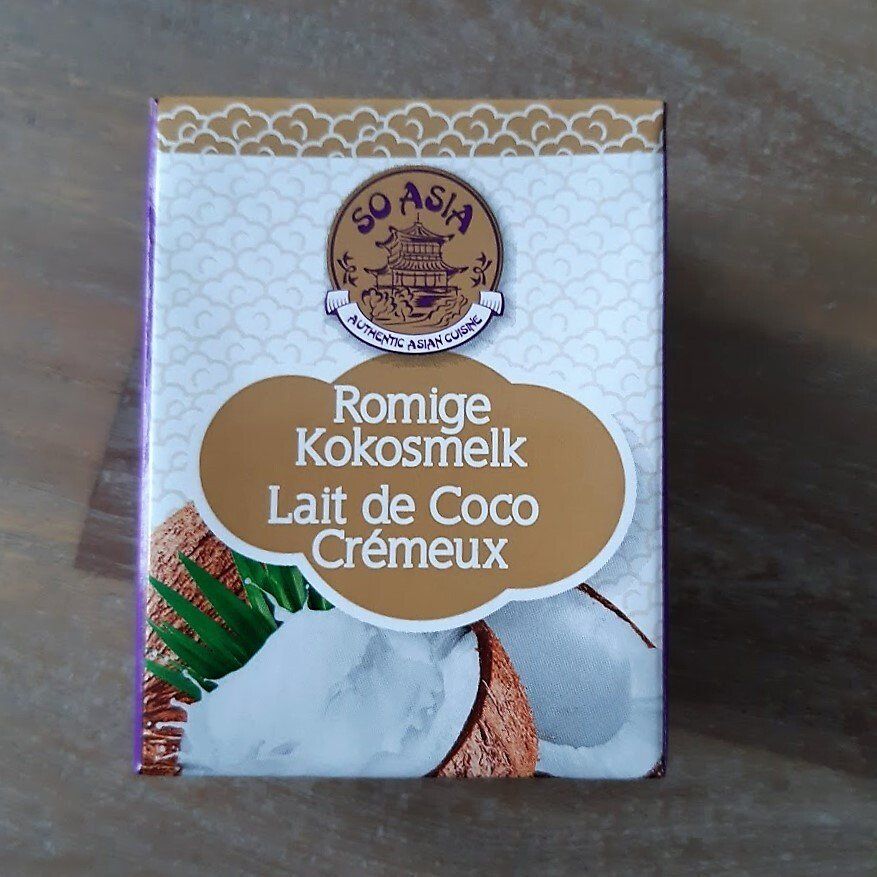 SO ASIA
AUTHENTIC ASIAN CUISINE
Romige
Kokosmelk
Lait de Coco
Crémeux